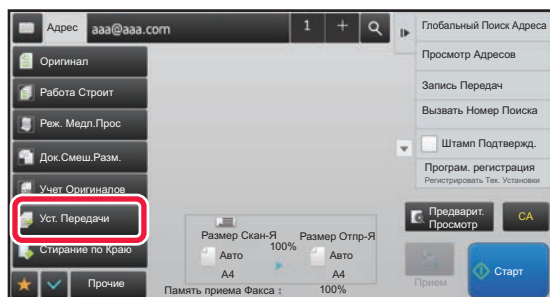 Адрес
aaa@aaa.com
1
+
Оригинал
Работа Строит
Реж. Медл.Прос
Док.Смеш.Разм.
Учет Оригиналов
Уст. Передачи
Стирание по Краю
Прочие
Размер Скан-Я
100%
Размер Отпр-Я
Авто
A4
Авто
A4
Память приема Факса :
100%
Глобальный Поиск Адреса
Просмотр Адресов
Запись Передач
Вызвать Номер Поиска
Штамп Подтвержд.
Програм. регистрация
Регистрировать Тек. Установки
Предварит.
Просмотр
CA
Прием
Старт